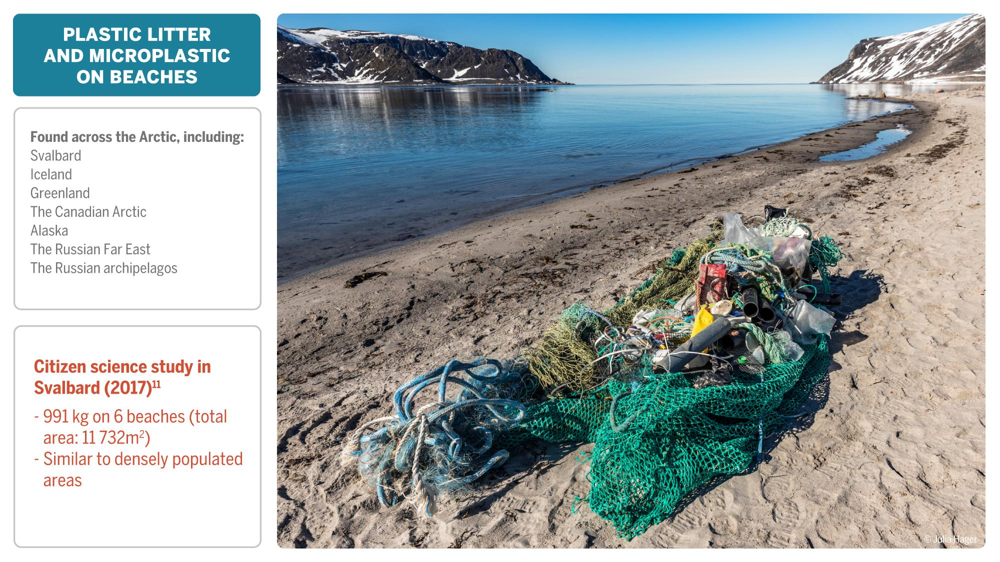 PLASTIC LITTER
AND MICROPLASTIC
ON BEACHES
Found across the Arctic, including:
Svalbard
Iceland
Greenland
The Canadian Arctic
Alaska
The Russian Far East
The Russian archipelagos
Citizen science study in
Svalbard (2017)¹¹
- 991 kg on 6 beaches (total
area: 11 732m²)
- Similar to densely populated
areas
© Julia Hager